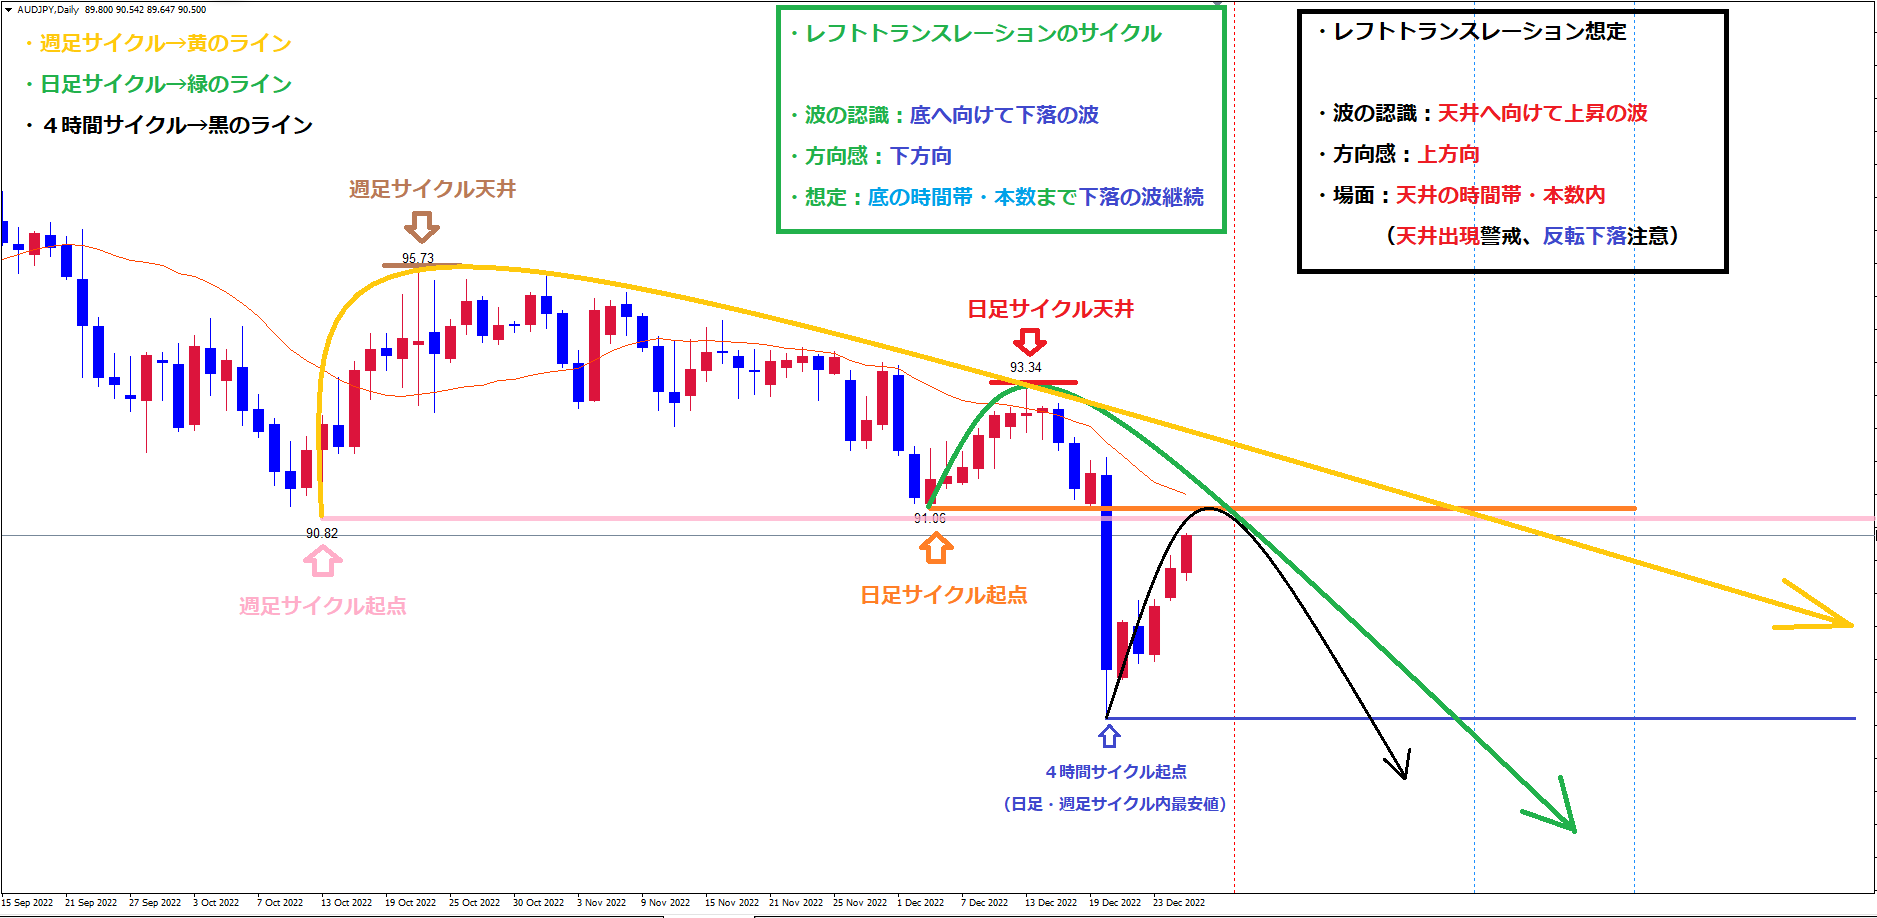 AUDJPY,Daily 89.800 90.542 89.647 90.500
・週足サイクル→黄のライン
・日足サイクル→緑のライン
・４時間サイクル→黒のライン
・レフトトランスレーションのサイクル
・波の認識：底へ向けて下落の波
・方向感：下方向
・想定：底の時間帯・本数まで下落の波継続
・レフトトランスレーション想定
・波の認識：天井へ向けて上昇の波
・方向感：上方向
・場面：天井の時間帯・本数内
（天井出現警戒、反転下落注意）
週足サイクル天井
95.73
日足サイクル天井
93.34
90.82
週足サイクル起点
91.06
日足サイクル起点
４時間サイクル起点
（日足・週足サイクル内最安値）
15 Sep 2022 21 Sep 2022 27 Sep 2022 3 Oct 2022 7 Oct 2022 13 Oct 2022 19 Oct 2022 25 Oct 2022 30 Oct 2022 3 Nov 2022 9 Nov 2022 15 Nov 2022 21 Nov 2022 25 Nov 2022 1 Dec 2022 7 Dec 2022 13 Dec 2022 19 Dec 2022 23 Dec 2022